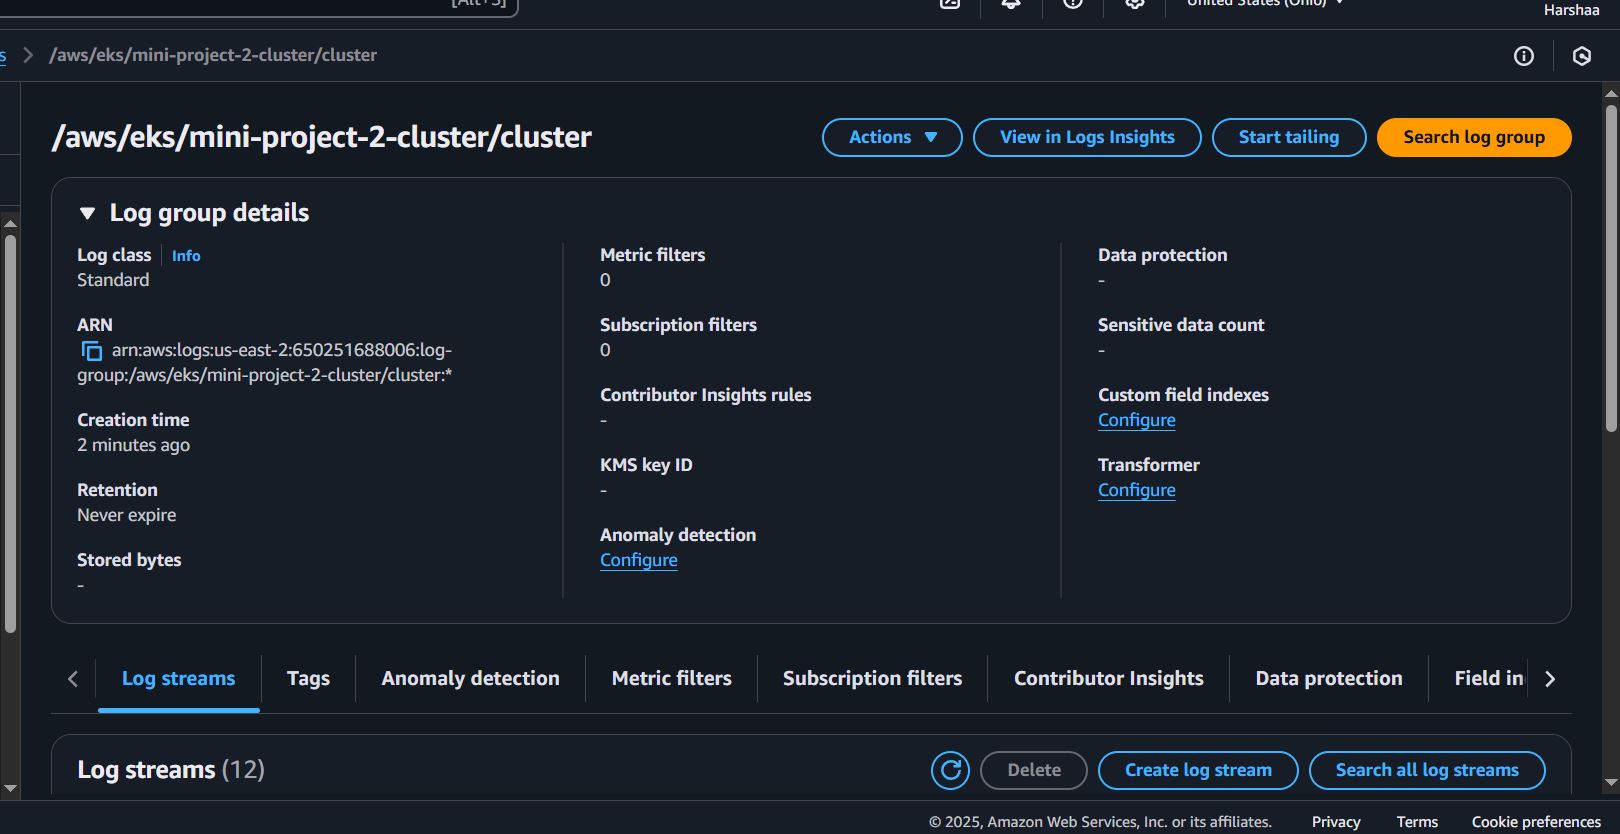 [Alt+S]
United States (Ohio)
Harshaa
s
/aws/eks/mini-project-2-cluster/cluster
/aws/eks/mini-project-2-cluster/cluster
Actions
View in Logs Insights
Start tailing
Search log group
Log group details
Log class
Info
Standard
ARN
arn:aws:logs:us-east-2:650251688006:log-
group:/aws/eks/mini-project-2-cluster/cluster:*
Creation time
2 minutes ago
Retention
Never expire
Stored bytes
-
Metric filters
0
Subscription filters
0
Contributor Insights rules
-
KMS key ID
-
Anomaly detection
Configure
Data protection
-
Sensitive data count
-
Custom field indexes
Configure
Transformer
Configure
Log streams
Tags
Anomaly detection
Metric filters
Subscription filters
Contributor Insights
Data protection
Field in
Log streams (12)
Delete
Create log stream
Search all log streams
© 2025, Amazon Web Services, Inc. or its affiliates.
Privacy
Terms
Cookie preferences